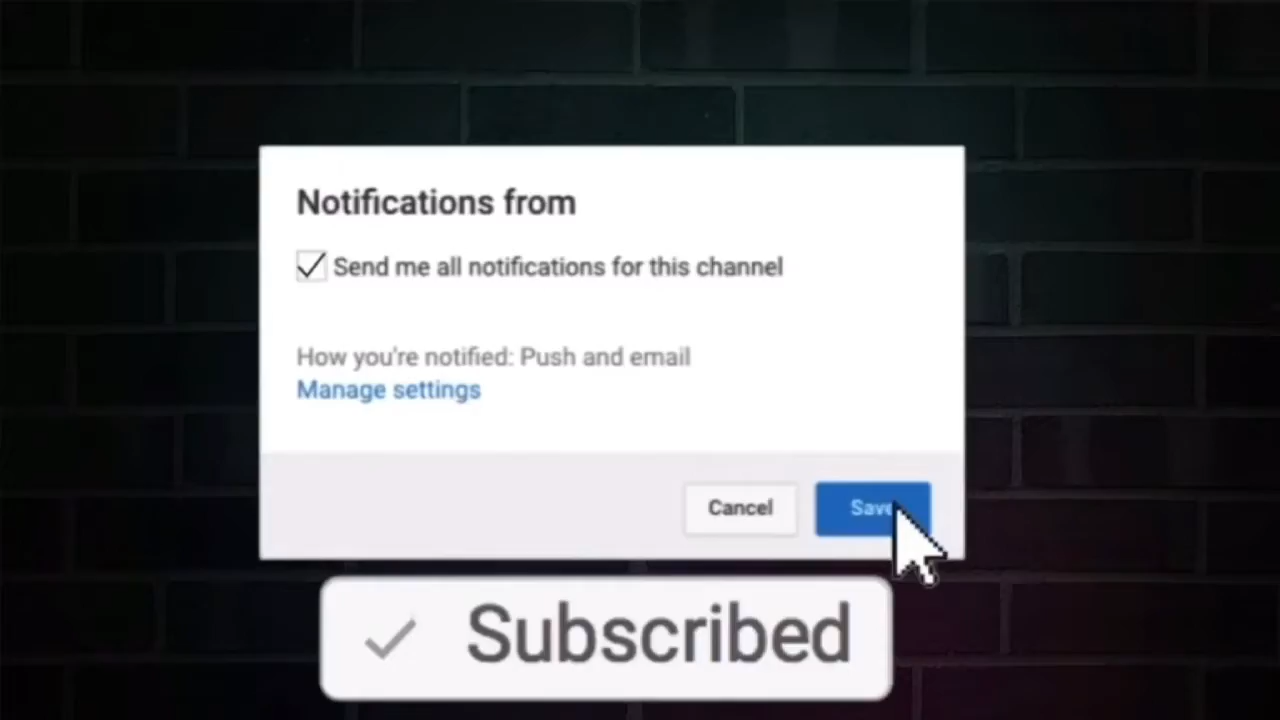 Notifications from
Send me all notifications for this channel
How you're notified: Push and email
Manage settings
Cancel
Save
Subscribed